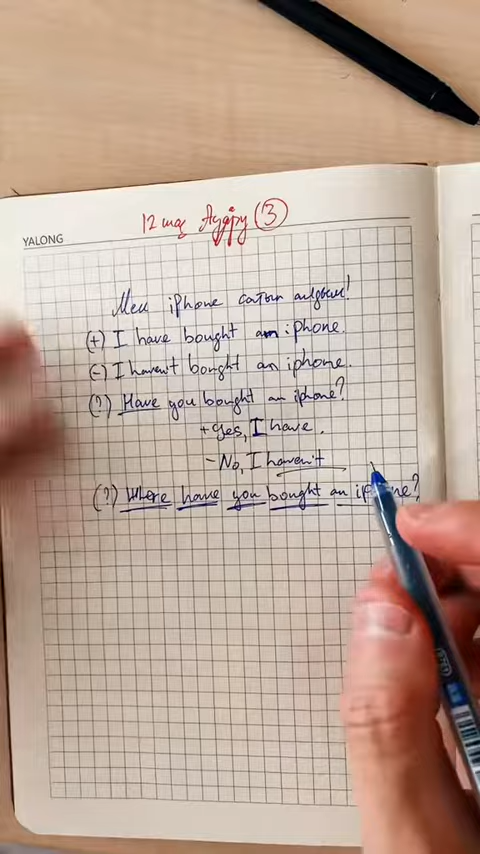 YALONG
12 шақ Аудару (3)
Мен iphone сатып алдым!
(+) I have bought an iphone
(-) I haven't bought an iphone.
(?) Have you bought an iphone?
+ Yes, I have.
- No, I haven't
(?) Where have you bought an iphone?